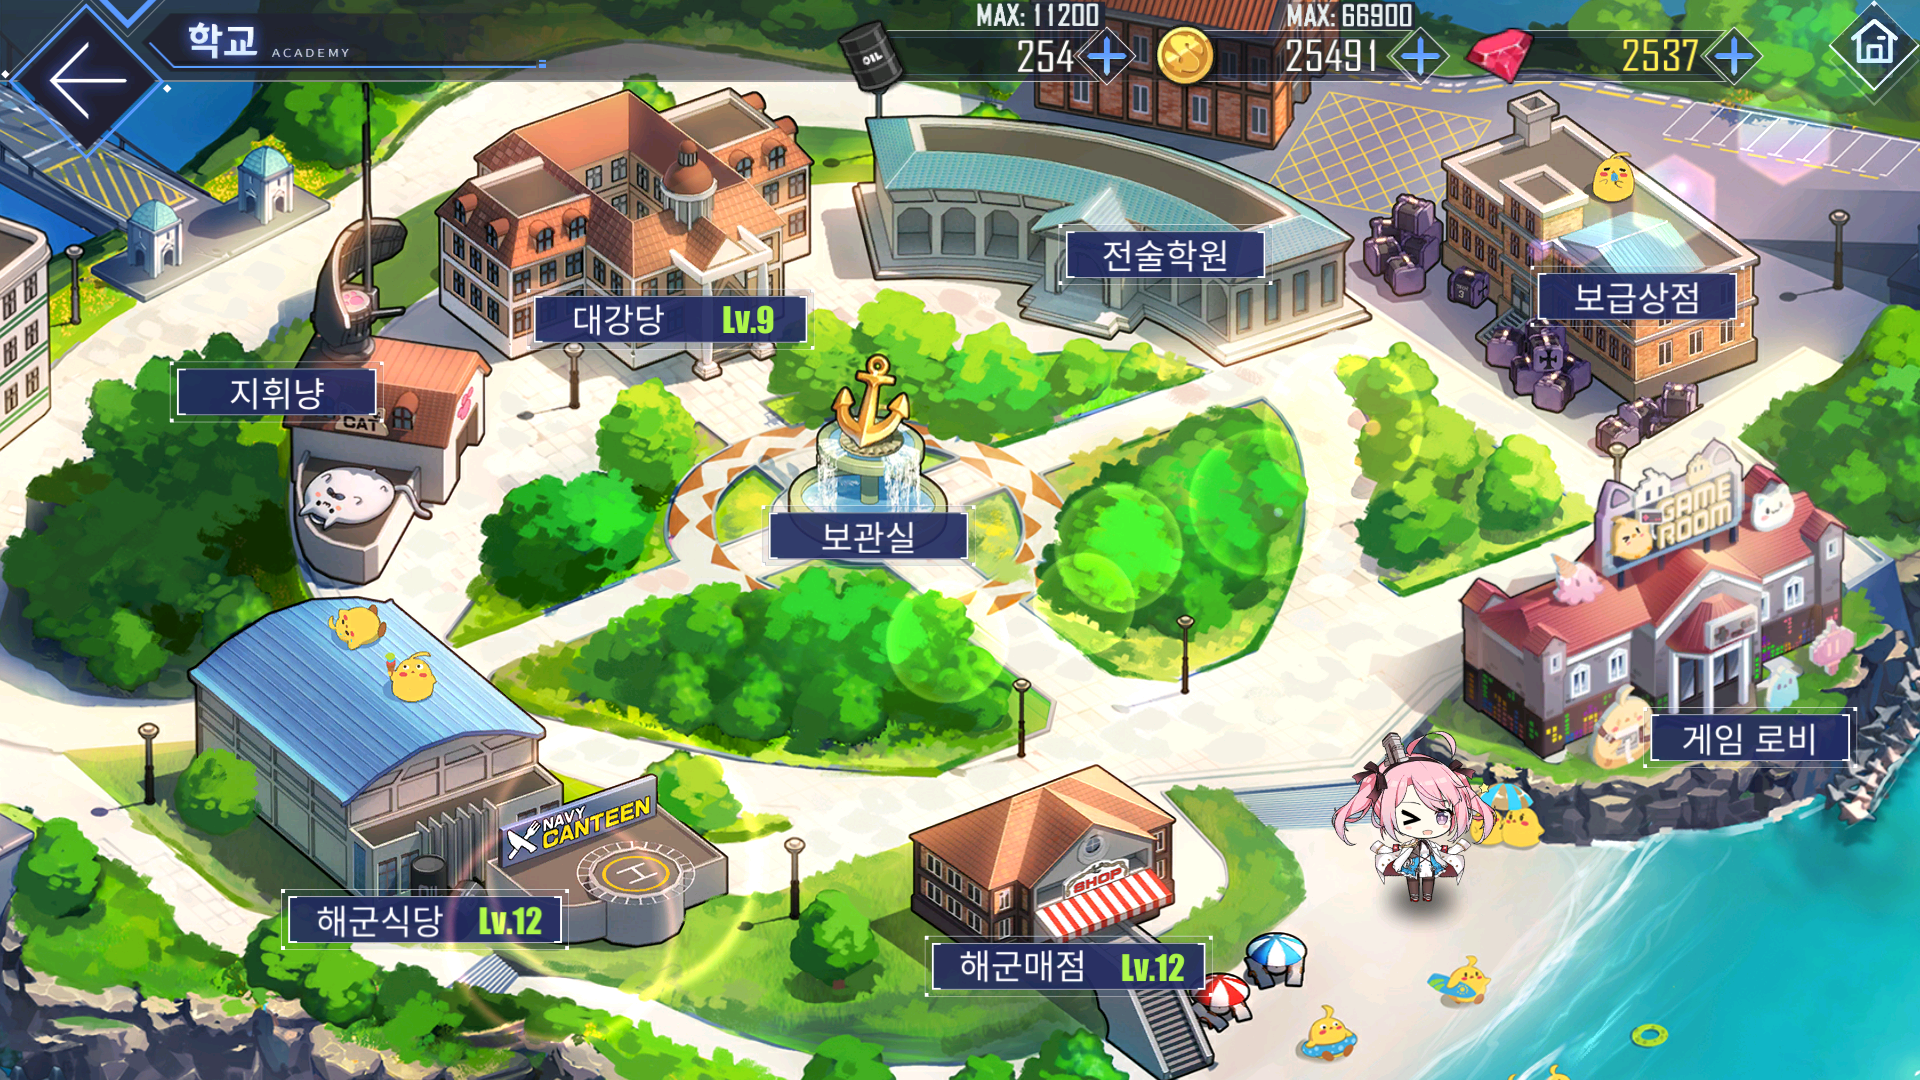 학교 ACADEMY
MAX: 11200
OIL
254
MAX: 66900
25491
2537
전술학원
보급상점
대강당 Lv.9
지휘냥
CAT
보관실
GAME
ROOM
게임 로비
NAVY
CANTEEN
H
SHOP
해군식당 Lv.12
해군매점 Lv.12